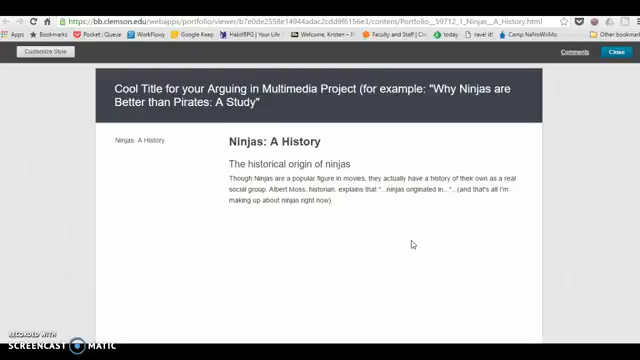 https://bb.clemson.edu/webapps/portfolio/viewer/b7e0de2558e14944adac2cdd9f6156e3/content/Portfolio__59712_1_Ninjas__A_History.html
Apps Bookmarks Pocket: Queue WorkFlowy Google Keep HabitRPG | Your Life Welcome, Kristen – Faculty and Staff | C today ravel it! Camp NaNoWriMo Other bookmarks
Customize Style Comments Close
Cool Title for your Arguing in Multimedia Project (for example: "Why Ninjas are
Better than Pirates: A Study"
Ninjas: A History
Ninjas: A History
The historical origin of ninjas
Though Ninjas are a popular figure in movies, they actually have a history of their own as a real
social group. Albert Moss, historian, explains that "...ninjas originated in..."...(and that's all I'm
making up about ninjas right now).
RECORDED WITH
SCREENCAST MATIC